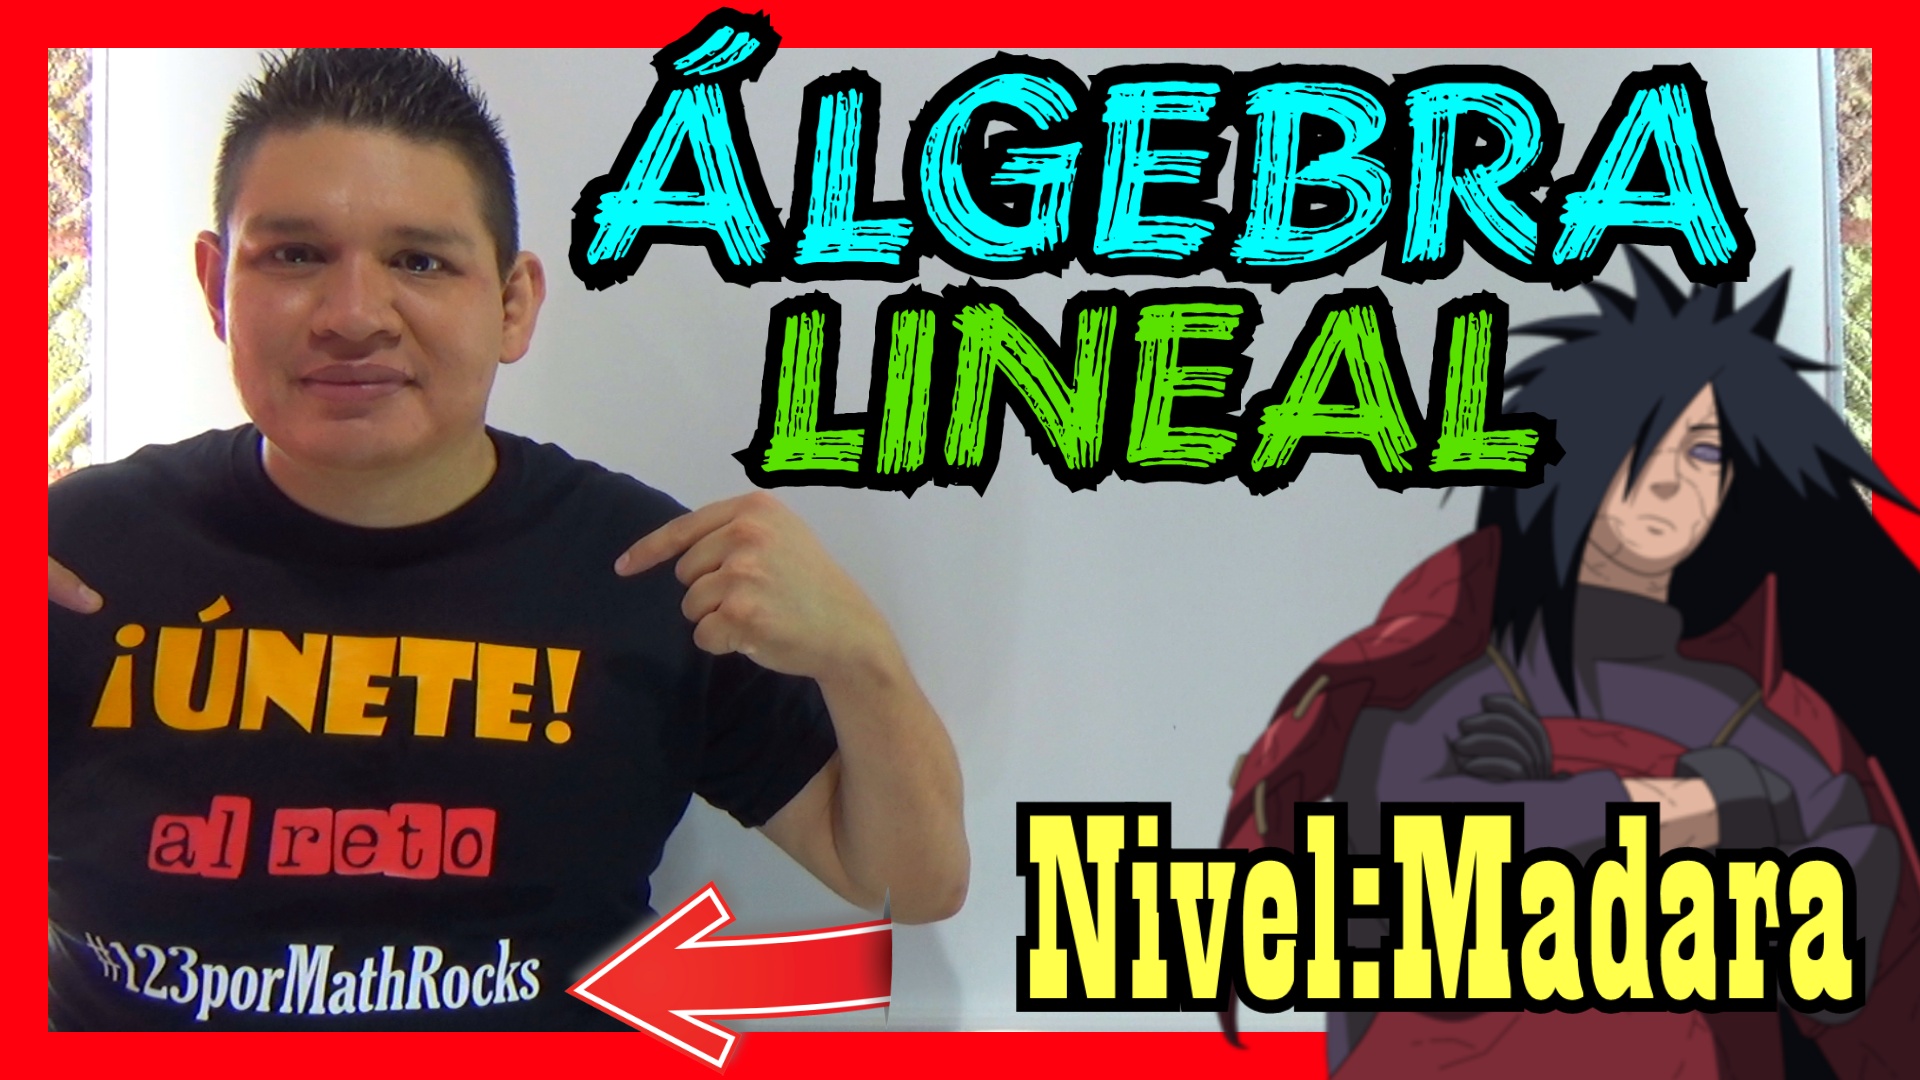 ÁLGEBRA
LINEAL
¡ÚNETE!
al reto
#123porMathRocks
Nivel:Madara